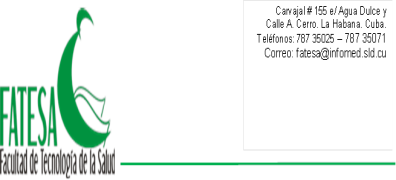 Carvajal # 155 e/ Agua Dulce y
Calle A. Cerro. La Habana. Cuba.
Teléfonos: 787 35025 – 787 35071
Correo: fatesa@infomed.sld.cu
FATESA
Facultad de Tecnología de la Salud